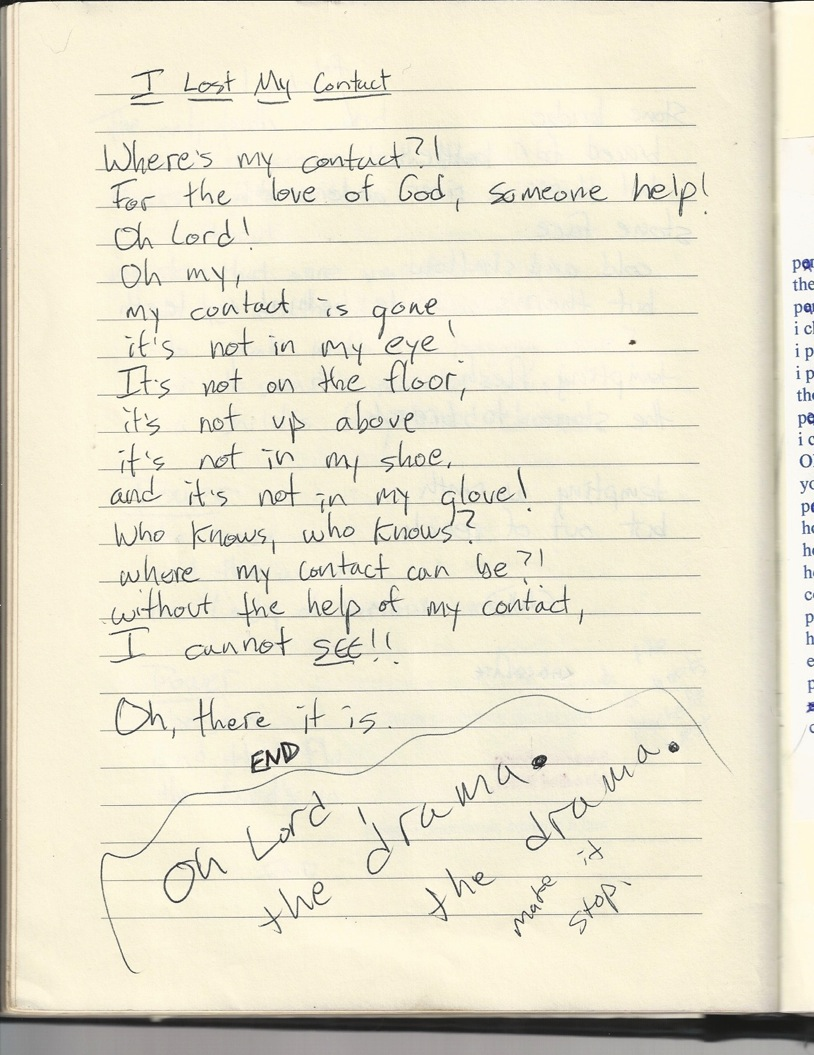 I Lost My Contact
Where's my contact?!
For the love of God, someone help!
Oh Lord!
Oh my,
my contact is gone
it's not in my eye!
It's not on the floor,
it's not up above
it's not in my shoe,
and it's not in my glove!
Who knows, who knows?
where my contact can be?!
without the help of my contact,
I cannot SEE!!
Oh, there it is.
END
Oh Lord,
the drama.
the drama.
make it
stop.